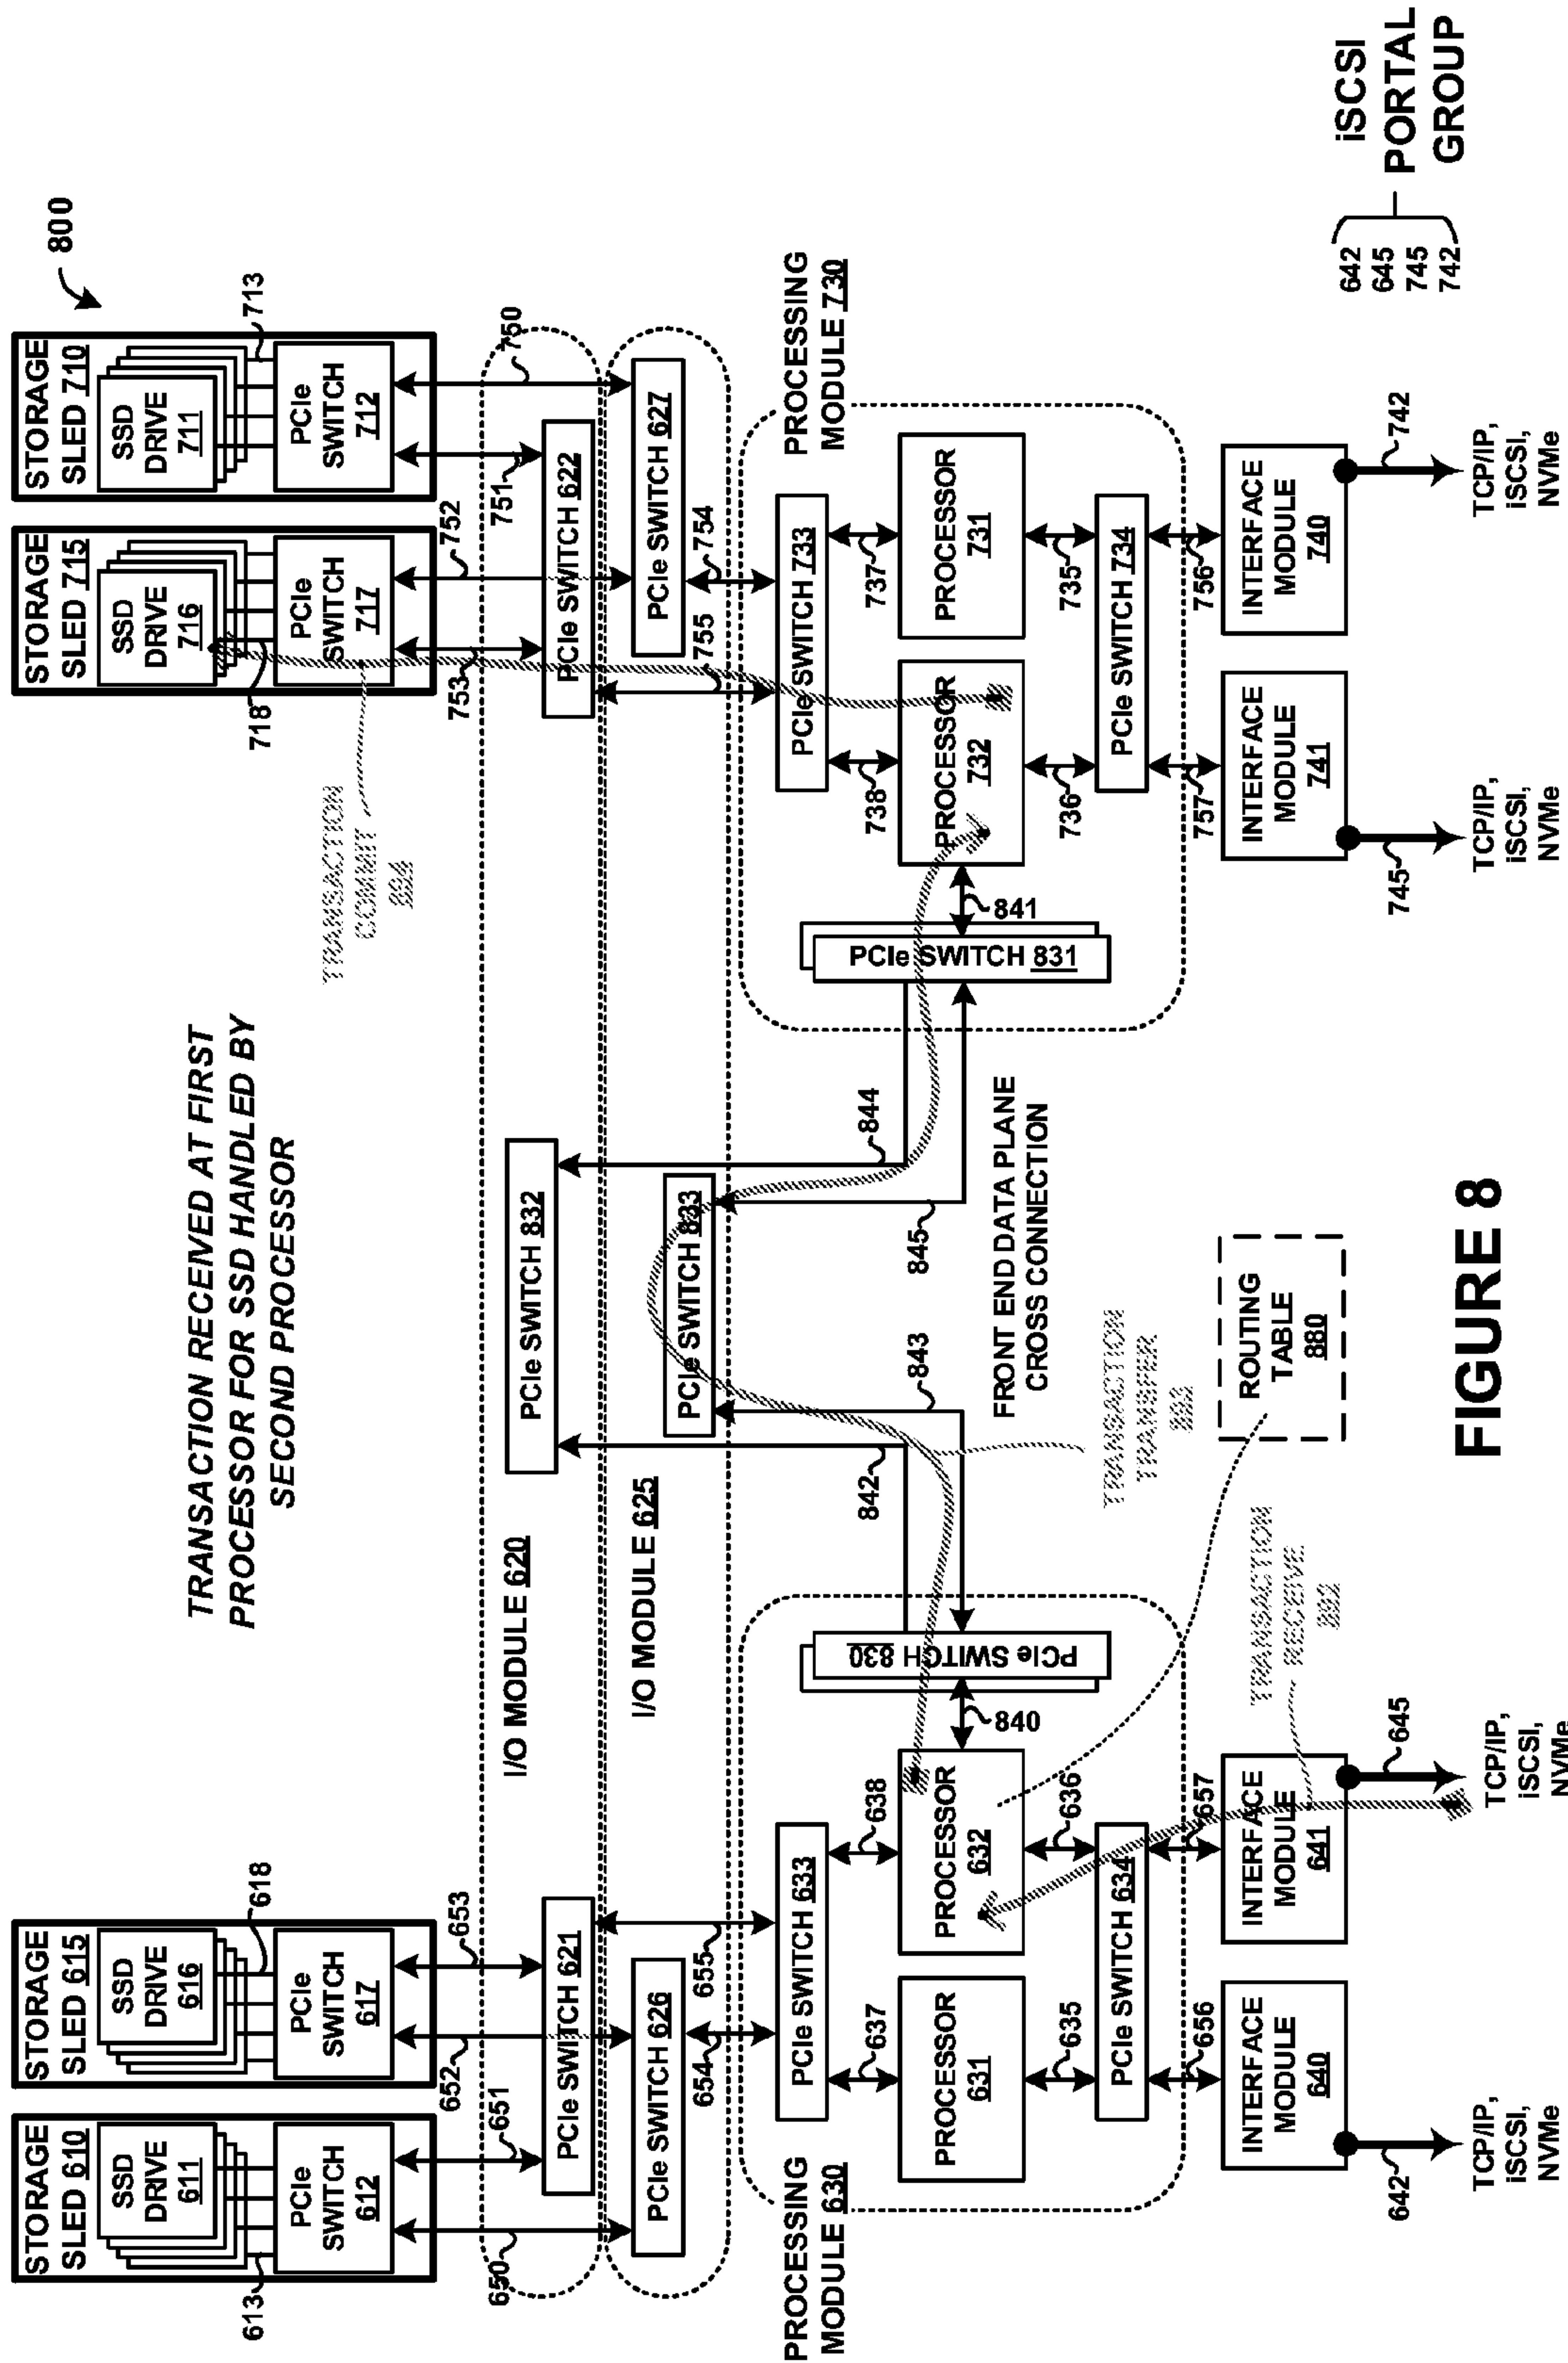 800
TRANSACTION RECEIVED AT FIRST
PROCESSOR FOR SSD HANDLED BY
SECOND PROCESSOR
STORAGE
SLED 610
SSD
DRIVE
611
PCIe
SWITCH
612
613
STORAGE
SLED 615
SSD
DRIVE
616
PCIe
SWITCH
617
618
STORAGE
SLED 715
SSD
DRIVE
716
PCIe
SWITCH
717
718
STORAGE
SLED 710
SSD
DRIVE
711
PCIe
SWITCH
712
713
TRANSACTION
COMMIT
650
651
652
653
753
752
751
750
I/O MODULE 620
PCIe SWITCH 621
PCIe SWITCH 832
PCIe SWITCH 622
I/O MODULE 625
PCIe SWITCH 626
PCIe SWITCH 833
PCIe SWITCH 627
654
655
755
754
842
843
845
844
FRONT END DATA PLANE
CROSS CONNECTION
PROCESSING
MODULE 630
PCIe SWITCH 633
637
638
PROCESSOR
631
PROCESSOR
632
635
636
PCIe SWITCH 634
840
PCIe SWITCH 830
PROCESSING
MODULE 730
PCIe SWITCH 733
738
737
PROCESSOR
732
PROCESSOR
731
736
735
PCIe SWITCH 734
841
PCIe SWITCH 831
TRANSACTION
TRANSFER
TRANSACTION
RECEIVE
ROUTING
TABLE
880
656
657
757
756
INTERFACE
MODULE
640
INTERFACE
MODULE
641
INTERFACE
MODULE
741
INTERFACE
MODULE
740
642
645
745
742
TCP/IP,
iSCSI,
NVMe
TCP/IP,
iSCSI,
NVMe
TCP/IP,
iSCSI,
NVMe
TCP/IP,
iSCSI,
NVMe
642
645
745
742
iSCSI
PORTAL
GROUP
FIGURE 8